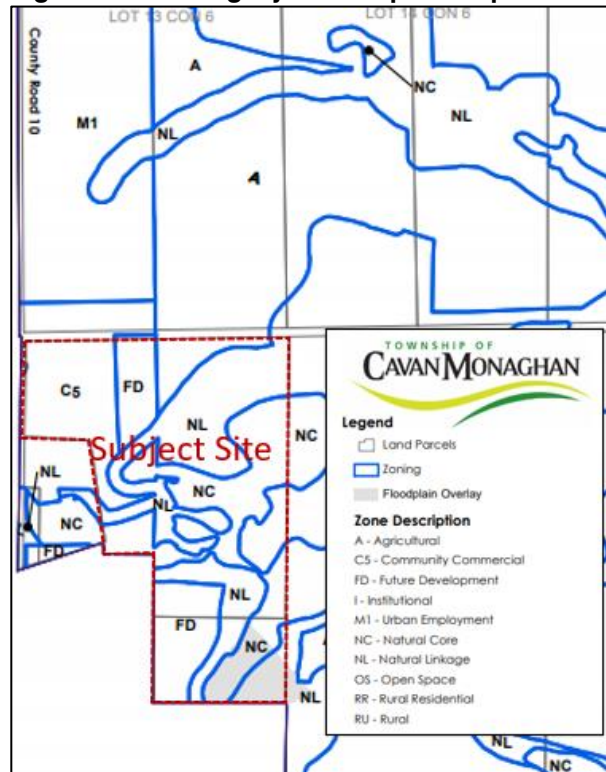 LOT 13 CON 6
LOT 14 CON 6
County Road 10
A
NC
M1
NL
NL
A
C5
FD
NL
NC
Subject Site
NL
NC
NL
NC
FD
NL
FD
NC
NL
NL
NC
TOWNSHIP OF
CAVAN MONAGHAN
Legend
Land Parcels
Zoning
Floodplain Overlay
Zone Description
A - Agricultural
C5 - Community Commercial
FD - Future Development
I - Institutional
M1 - Urban Employment
NC - Natural Core
NL - Natural Linkage
OS - Open Space
RR - Rural Residential
RU - Rural